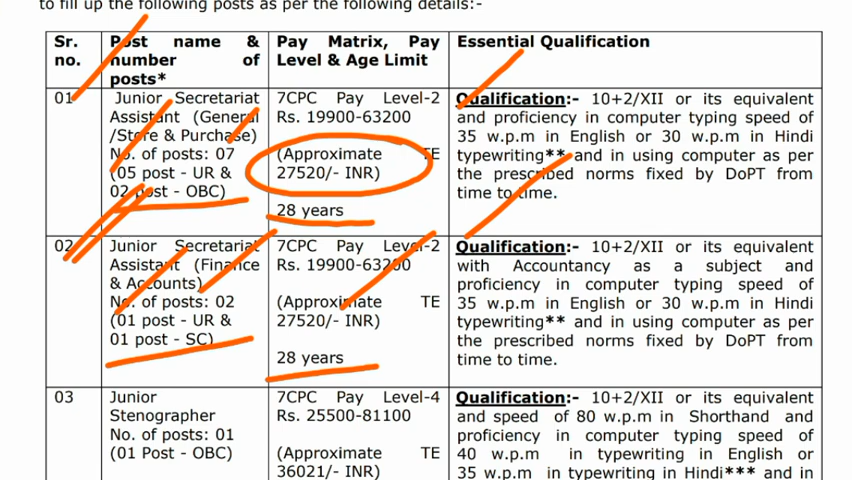 to fill up the following posts as per the following details:-
Sr. no.
Post name & number of posts*
Pay Matrix, Pay Level & Age Limit
Essential Qualification
01
Junior Secretariat
Assistant (General
/Store & Purchase)
No. of posts: 07
(05 post - UR &
02 post - OBC)
7CPC Pay Level-2
Rs. 19900-63200
(Approximate TE
27520/- INR)
28 years
Qualification:- 10+2/XII or its equivalent
and proficiency in computer typing speed of
35 w.p.m in English or 30 w.p.m in Hindi
typewriting** and in using computer as per
the prescribed norms fixed by DoPT from
time to time.
02
Junior Secretariat
Assistant (Finance
& Accounts)
No. of posts: 02
(01 post - UR &
01 post - SC)
7CPC Pay Level-2
Rs. 19900-63200
(Approximate TE
27520/- INR)
28 years
Qualification:- 10+2/XII or its equivalent
with Accountancy as a subject and
proficiency in computer typing speed of
35 w.p.m in English or 30 w.p.m in Hindi
typewriting** and in using computer as per
the prescribed norms fixed by DoPT from
time to time.
03
Junior
Stenographer
No. of posts: 01
(01 Post - OBC)
7CPC Pay Level-4
Rs. 25500-81100
(Approximate TE
36021/- INR)
Qualification:- 10+2/XII or its equivalent
and speed of 80 w.p.m in Shorthand and
proficiency in computer typing speed of
40 w.p.m in typewriting in English or
35 w.p.m in typewriting in Hindi*** and in